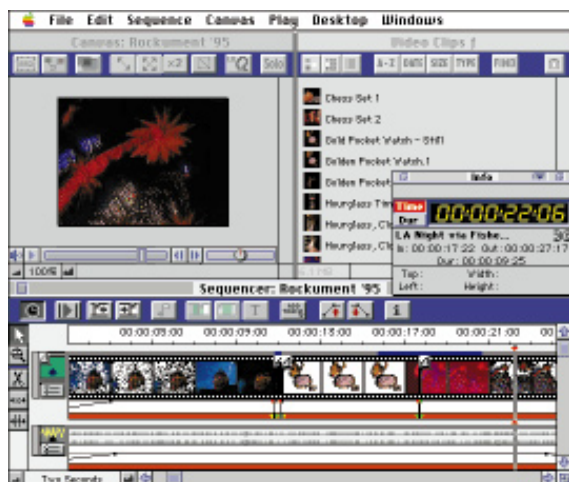 File Edit Sequence Canvas Play Desktop Windows
Canvas: Rockument '95
Video Clips ƒ
×2
Q
Solo
A-Z DATE SIZE TYPE FIND
Chess Set 1
Chess Set 2
Gold Pocket Watch - Still
Golden Pocket Watch.1
Golden Pocket
Hourglass
Hourglass, Cl
Hourglass, Cl
Info
Time
Dur
00:00:22:06
LA Night via Fishe...
In: 00:00:17:22 Out: 00:00:27:17
Dur: 00:00:09:25
Top: Width:
Left: Height:
100%
Sequencer: Rockument '95
T
i
00:00:09:00
00:00:13:00 00:00:17:00 00:00:21:00 00
Two Seconds